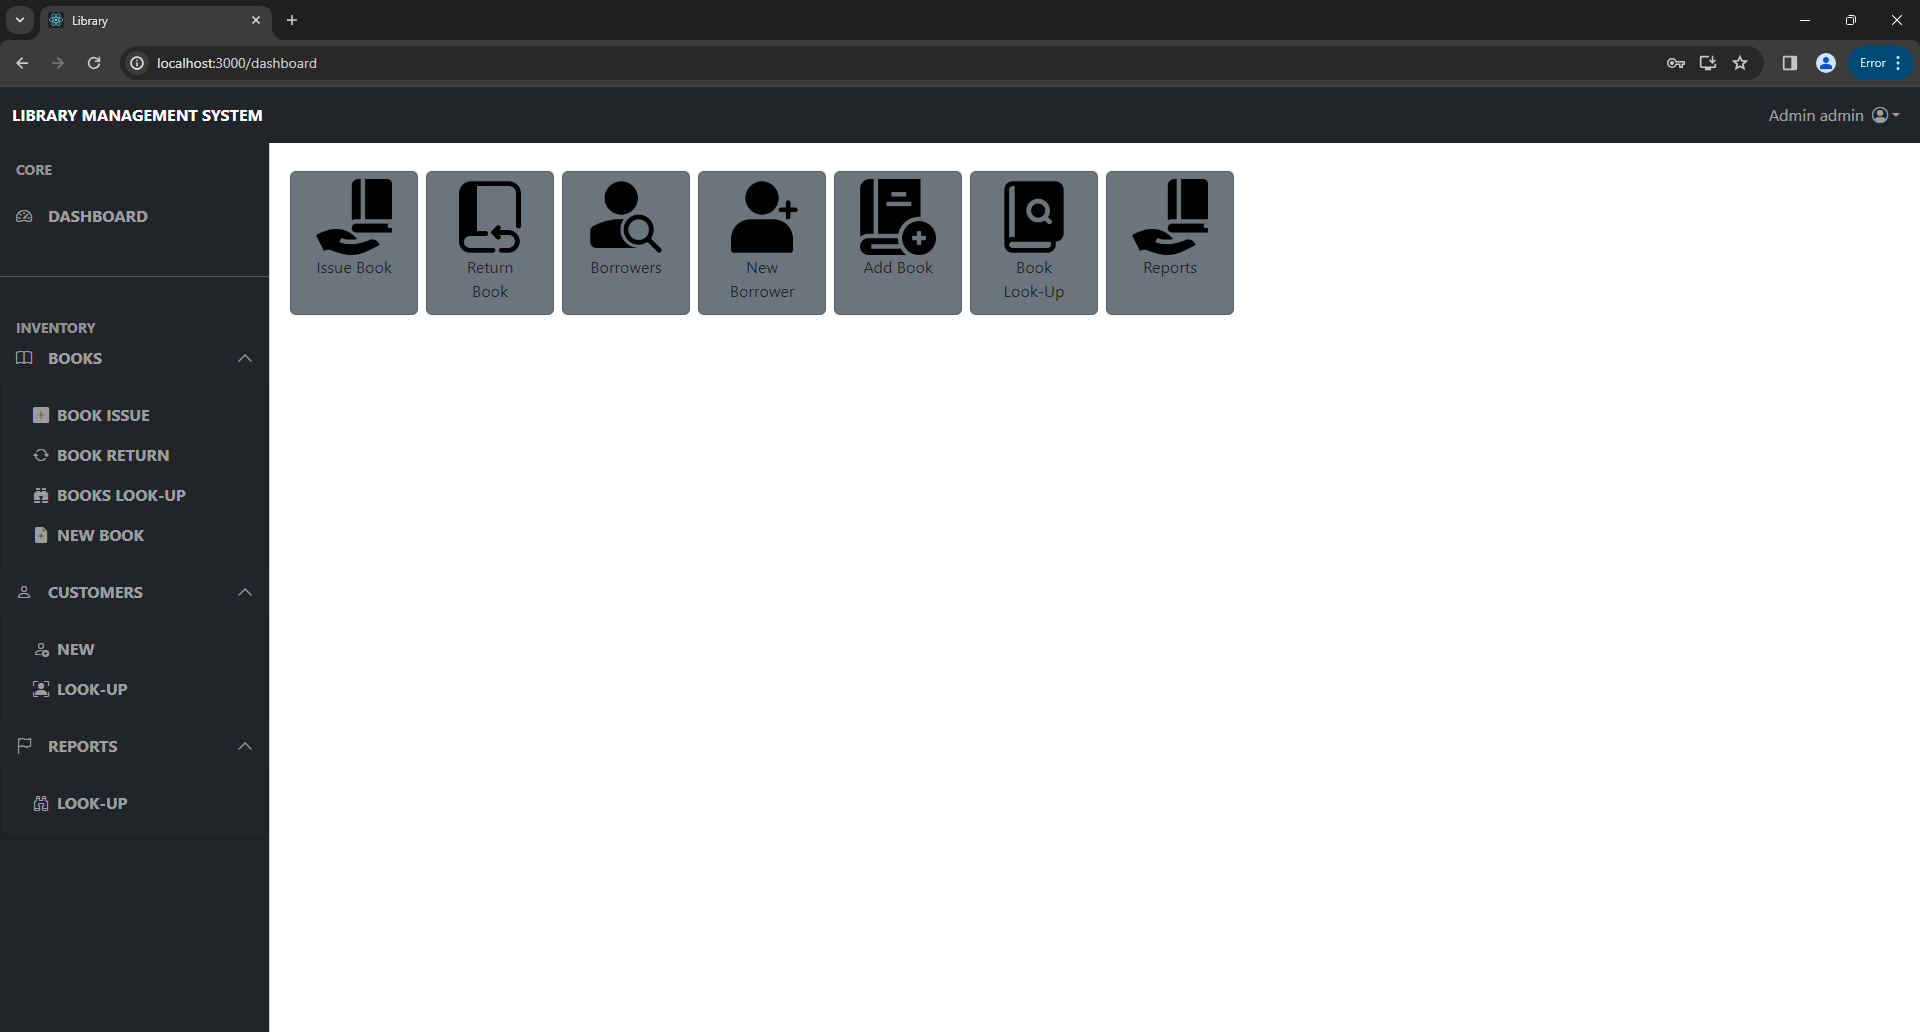 Library
localhost:3000/dashboard
Error
LIBRARY MANAGEMENT SYSTEM
Admin admin
CORE
DASHBOARD
INVENTORY
BOOKS
BOOK ISSUE
BOOK RETURN
BOOKS LOOK-UP
NEW BOOK
CUSTOMERS
NEW
LOOK-UP
REPORTS
LOOK-UP
Issue Book
Return
Book
Borrowers
New
Borrower
Add Book
Book
Look-Up
Reports